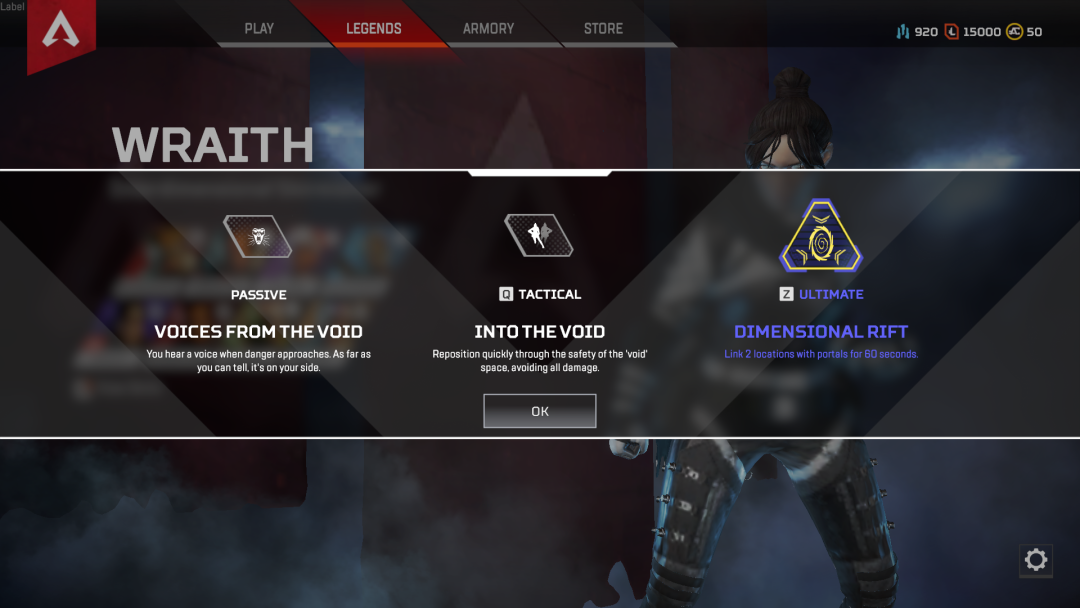 Label
PLAY
LEGENDS
ARMORY
STORE
920
15000
50
WRAITH
PASSIVE
VOICES FROM THE VOID
You hear a voice when danger approaches. As far as
you can tell, it's on your side.
Q TACTICAL
INTO THE VOID
Reposition quickly through the safety of the 'void'
space, avoiding all damage.
Z ULTIMATE
DIMENSIONAL RIFT
Link 2 locations with portals for 60 seconds.
OK